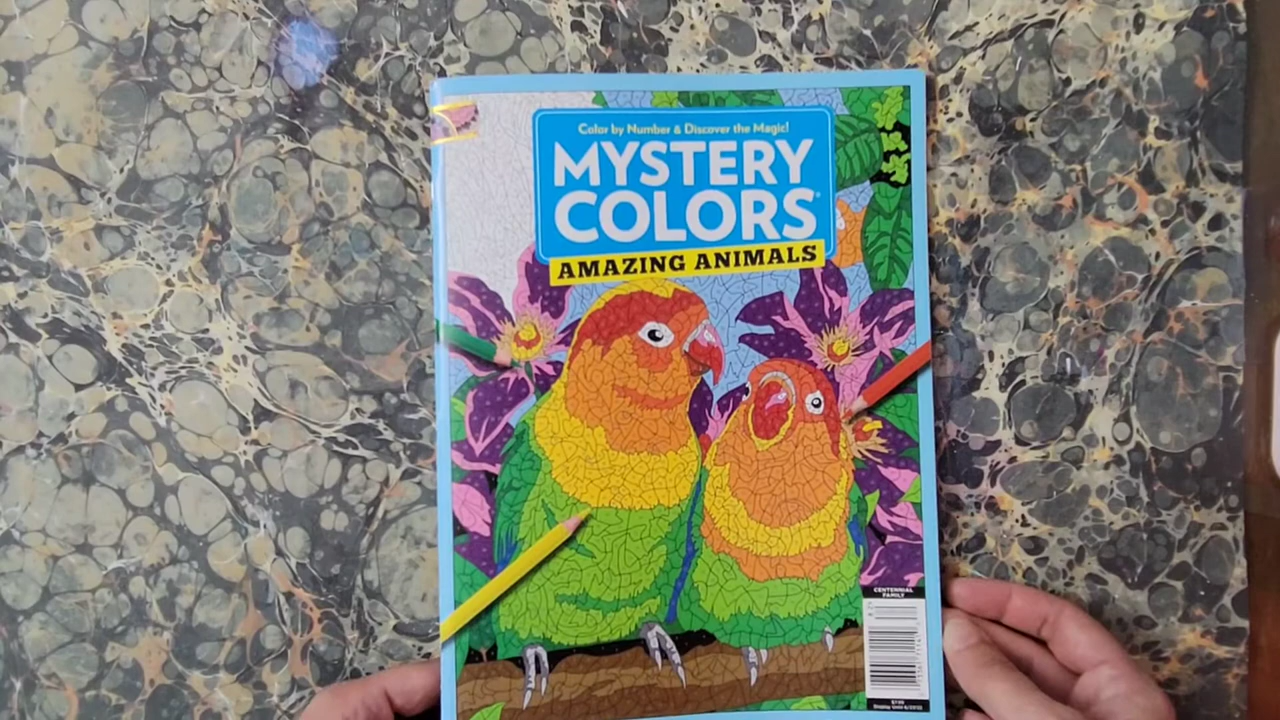 Color by Number & Discover the Magic!
MYSTERY
COLORS
AMAZING ANIMALS
CENTENNIAL
FAMILY